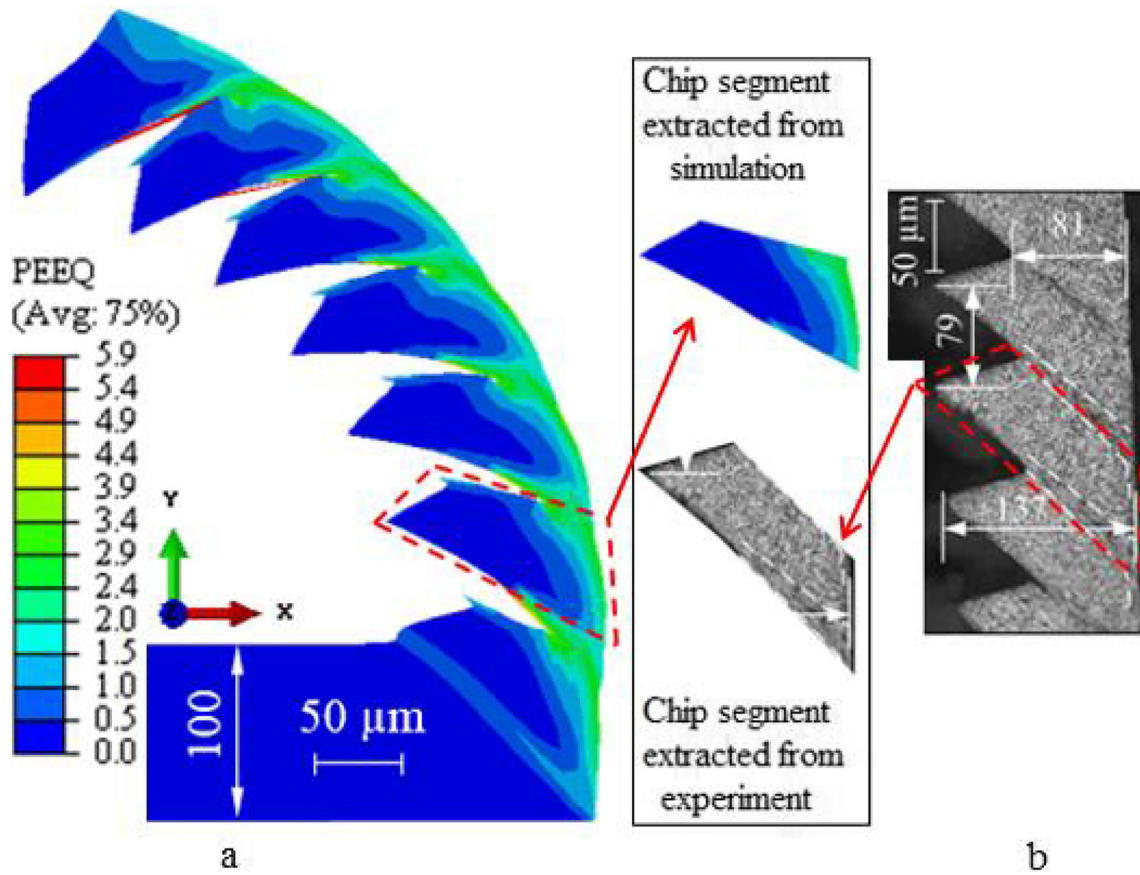 PEEQ
(Avg: 75%)
5.9
5.4
4.9
4.4
3.9
3.4
2.9
2.4
2.0
1.5
1.0
0.5
0.0
Y
X
100
50 μm
Chip segment
extracted from
simulation
Chip segment
extracted from
experiment
50 μm
81
79
137
a
b